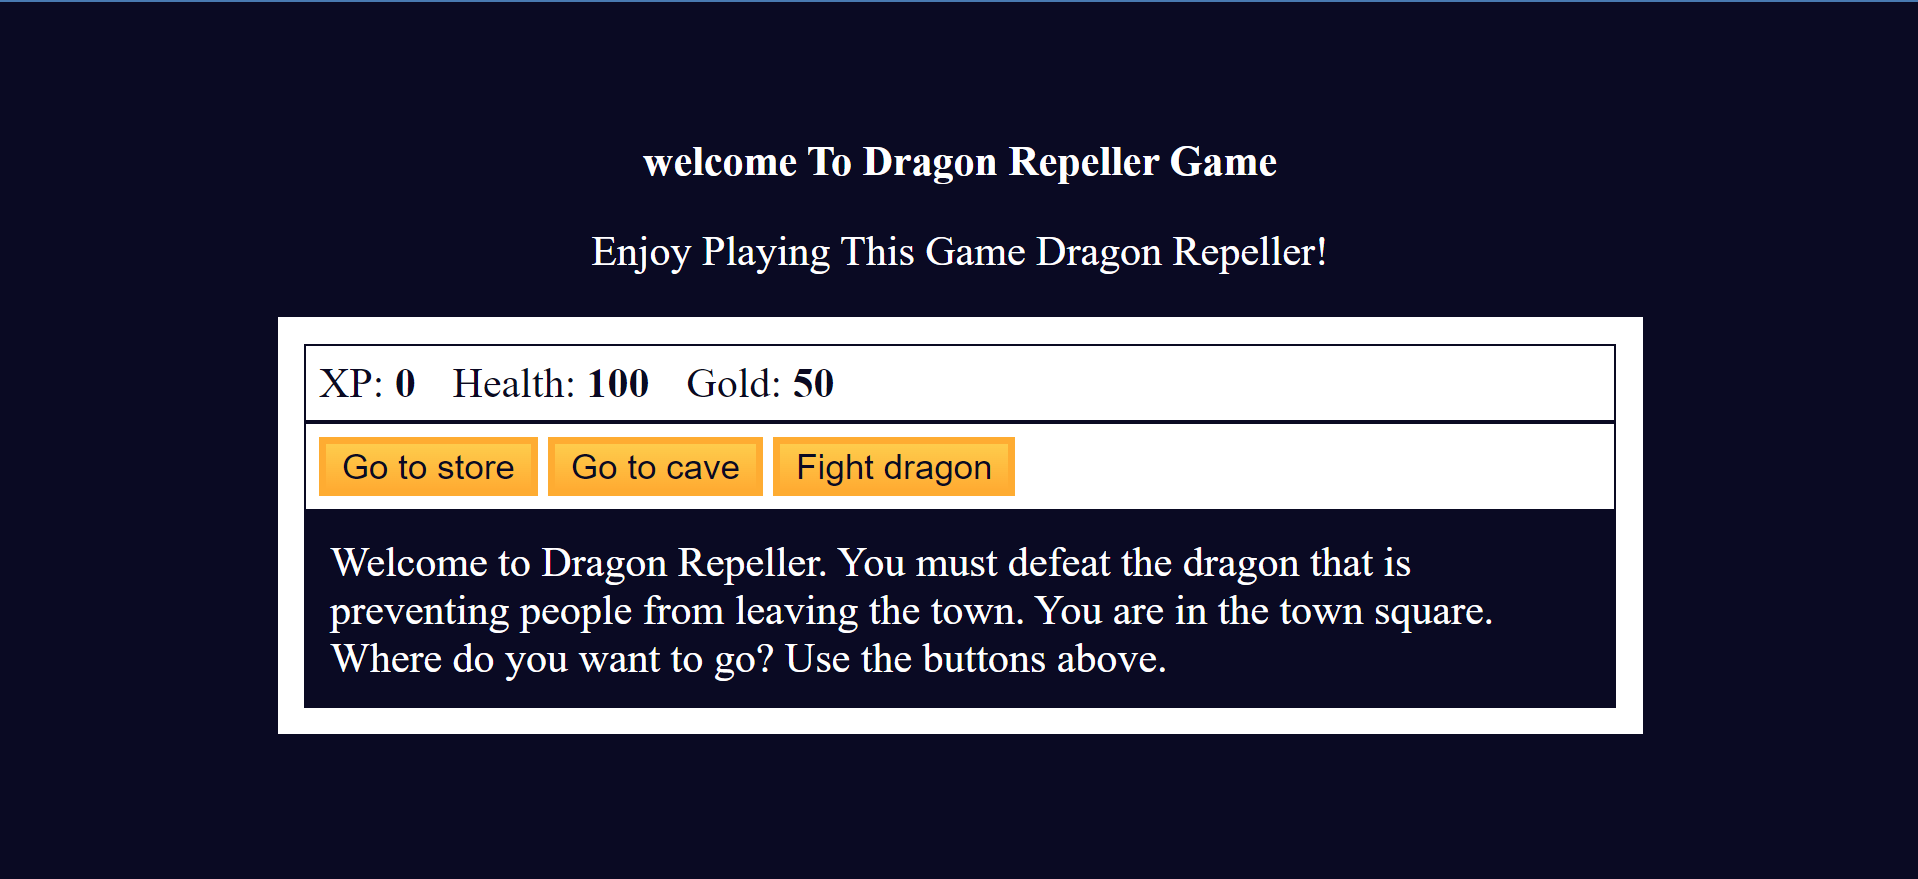 welcome To Dragon Repeller Game
Enjoy Playing This Game Dragon Repeller!
XP: 0 Health: 100 Gold: 50
Go to store Go to cave Fight dragon
Welcome to Dragon Repeller. You must defeat the dragon that is
preventing people from leaving the town. You are in the town square.
Where do you want to go? Use the buttons above.